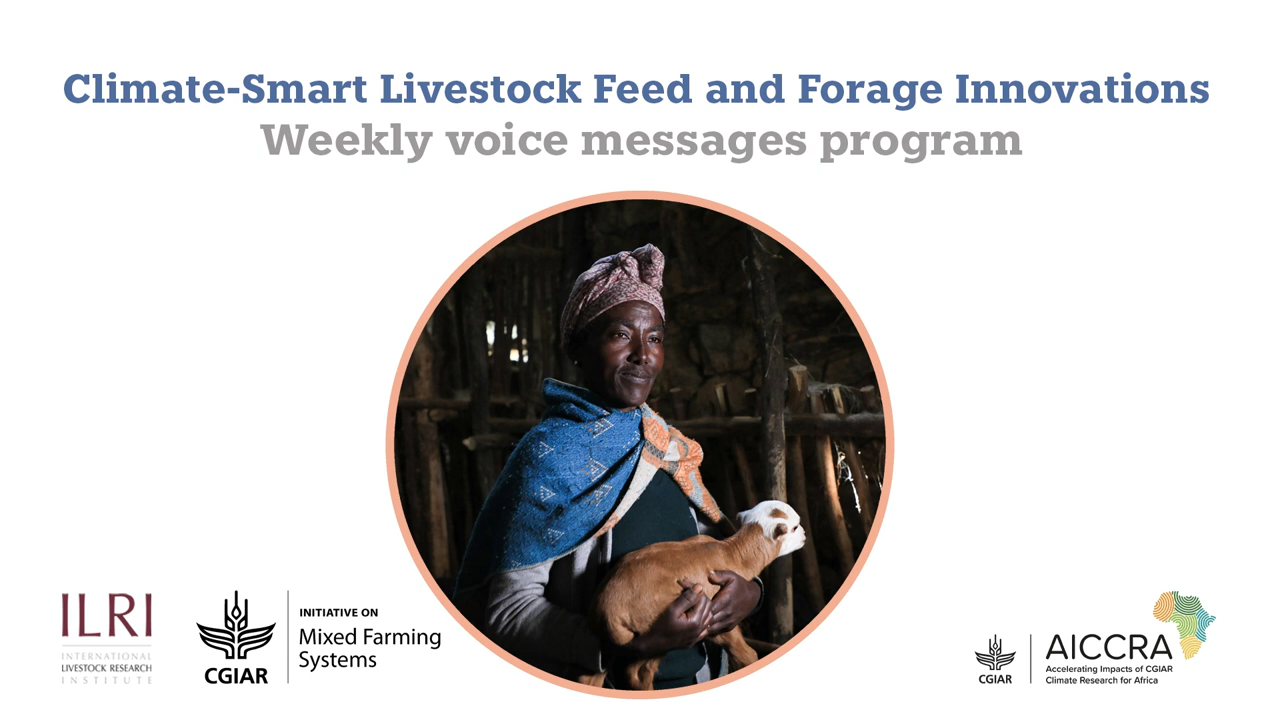 Climate-Smart Livestock Feed and Forage Innovations
Weekly voice messages program
ILRI
INTERNATIONAL
LIVESTOCK RESEARCH
INSTITUTE
CGIAR
INITIATIVE ON
Mixed Farming
Systems
CGIAR
AICCRA
Accelerating Impacts of CGIAR
Climate Research for Africa